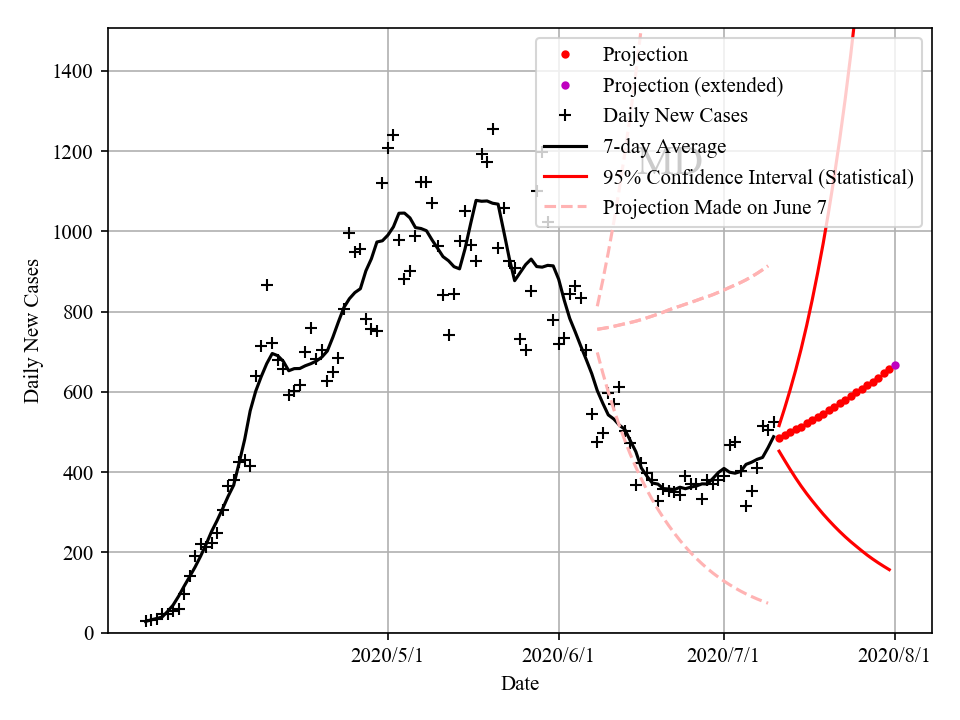 1400
1200
1000
800
600
400
200
0
Daily New Cases
Projection
Projection (extended)
Daily New Cases
7-day Average
95% Confidence Interval (Statistical)
Projection Made on June 7
MD
2020/5/1
2020/6/1
2020/7/1
2020/8/1
Date